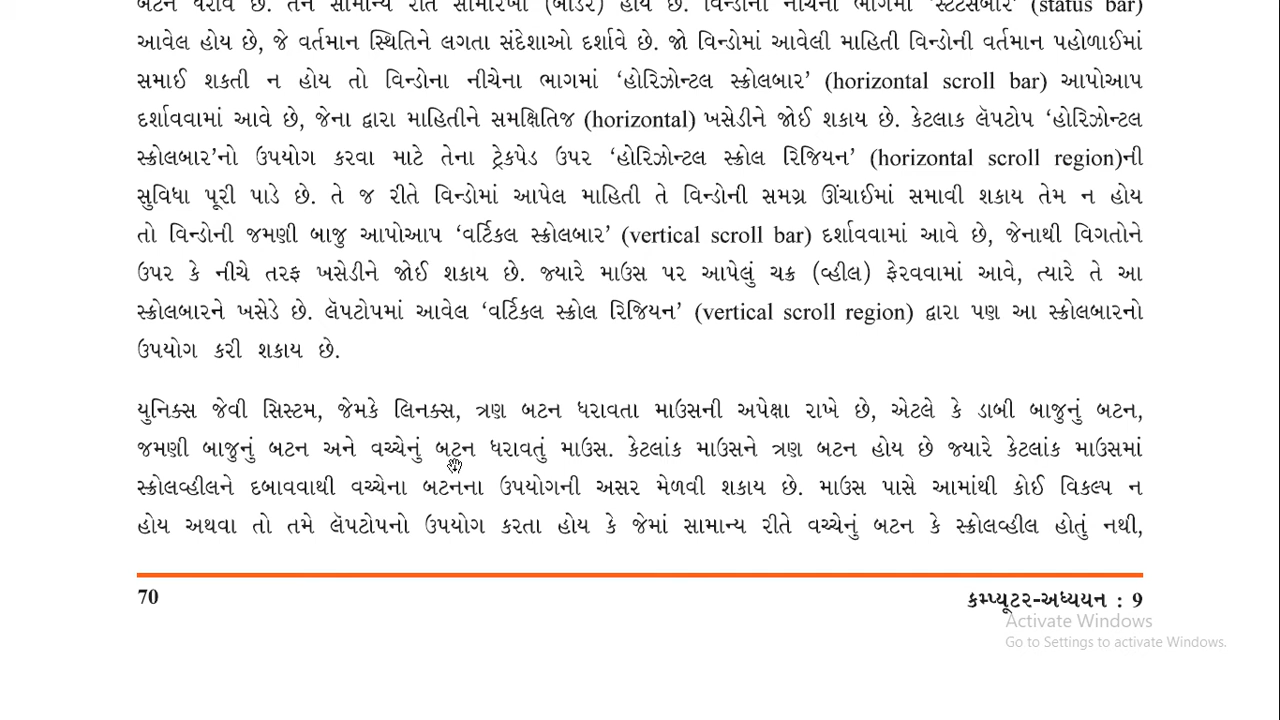 બટન ધરાવે છે. તેને સામાન્ય રીતે સીમારેખા (બૉર્ડર) હોય છે. વિન્ડોના નીચેના ભાગમાં ‘સ્ટેટસબાર’ (status bar)
આવેલ હોય છે, જે વર્તમાન સ્થિતિને લગતા સંદેશાઓ દર્શાવે છે. જો વિન્ડોમાં આવેલી માહિતી વિન્ડોની વર્તમાન પહોળાઈમાં
સમાઈ શકતી ન હોય તો વિન્ડોના નીચેના ભાગમાં ‘હોરિઝોન્ટલ સ્ક્રોલબાર’ (horizontal scroll bar) આપોઆપ
દર્શાવવામાં આવે છે, જેના દ્વારા માહિતીને સમક્ષિતિજ (horizontal) ખસેડીને જોઈ શકાય છે. કેટલાક લૅપટોપ ‘હોરિઝોન્ટલ
સ્ક્રોલબાર’નો ઉપયોગ કરવા માટે તેના ટ્રેકપેડ ઉપર ‘હોરિઝોન્ટલ સ્ક્રોલ રિજિયન’ (horizontal scroll region)ની
સુવિધા પૂરી પાડે છે. તે જ રીતે વિન્ડોમાં આપેલ માહિતી તે વિન્ડોની સમગ્ર ઊંચાઈમાં સમાવી શકાય તેમ ન હોય
તો વિન્ડોની જમણી બાજુ આપોઆપ ‘વર્ટિકલ સ્ક્રોલબાર’ (vertical scroll bar) દર્શાવવામાં આવે છે, જેનાથી વિગતોને
ઉપર કે નીચે તરફ ખસેડીને જોઈ શકાય છે. જ્યારે માઉસ પર આપેલું ચક્ર (વ્હીલ) ફેરવવામાં આવે, ત્યારે તે આ
સ્ક્રોલબારને ખસેડે છે. લૅપટોપમાં આવેલ ‘વર્ટિકલ સ્ક્રોલ રિજિયન’ (vertical scroll region) દ્વારા પણ આ સ્ક્રોલબારનો
ઉપયોગ કરી શકાય છે.
યુનિક્સ જેવી સિસ્ટમ, જેમકે લિનક્સ, ત્રણ બટન ધરાવતા માઉસની અપેક્ષા રાખે છે, એટલે કે ડાબી બાજુનું બટન,
જમણી બાજુનું બટન અને વચ્ચેનું બટન ધરાવતું માઉસ. કેટલાંક માઉસને ત્રણ બટન હોય છે જ્યારે કેટલાંક માઉસમાં
સ્ક્રોલવ્હીલને દબાવવાથી વચ્ચેના બટનના ઉપયોગની અસર મેળવી શકાય છે. માઉસ પાસે આમાંથી કોઈ વિકલ્પ ન
હોય અથવા તો તમે લૅપટોપનો ઉપયોગ કરતા હોય કે જેમાં સામાન્ય રીતે વચ્ચેનું બટન કે સ્ક્રોલવ્હીલ હોતું નથી,
70
કમ્પ્યૂટર-અધ્યયન : 9
Activate Windows
Go to Settings to activate Windows.